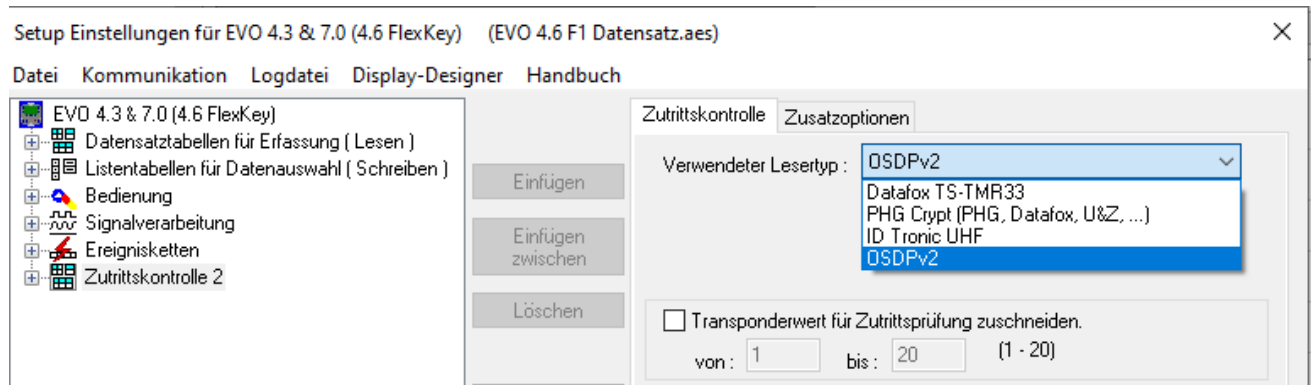 Setup Einstellungen für EVO 4.3 & 7.0 (4.6 FlexKey) (EVO 4.6 F1 Datensatz.aes)
Datei Kommunikation Logdatei Display-Designer Handbuch
EVO 4.3 & 7.0 (4.6 FlexKey)
Datensatztabellen für Erfassung ( Lesen )
Listentabellen für Datenauswahl ( Schreiben )
Bedienung
Signalverarbeitung
Ereignisketten
Zutrittskontrolle 2
Einfügen
Einfügen
zwischen
Löschen
Zutrittskontrolle Zusatzoptionen
Verwendeter Lesertyp : OSDPv2
Datafox TS-TMR33
PHG Crypt (PHG, Datafox, U&Z, ...)
ID Tronic UHF
OSDPv2
Transponderwert für Zutrittsprüfung zuschneiden.
von : 1 bis : 20 (1 - 20)